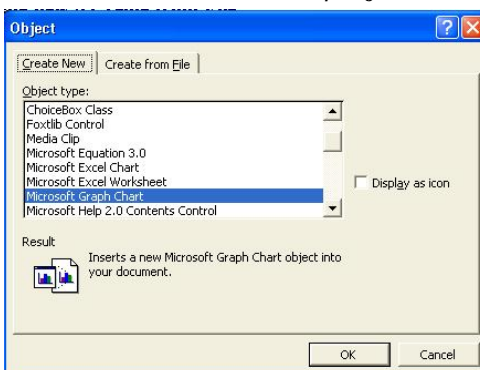 Object
Create New
Create from File
Object type:
ChoiceBox Class
Foxtlib Control
Media Clip
Microsoft Equation 3.0
Microsoft Excel Chart
Microsoft Excel Worksheet
Microsoft Graph Chart
Microsoft Help 2.0 Contents Control
Display as icon
Result
Inserts a new Microsoft Graph Chart object into
your document.
OK
Cancel